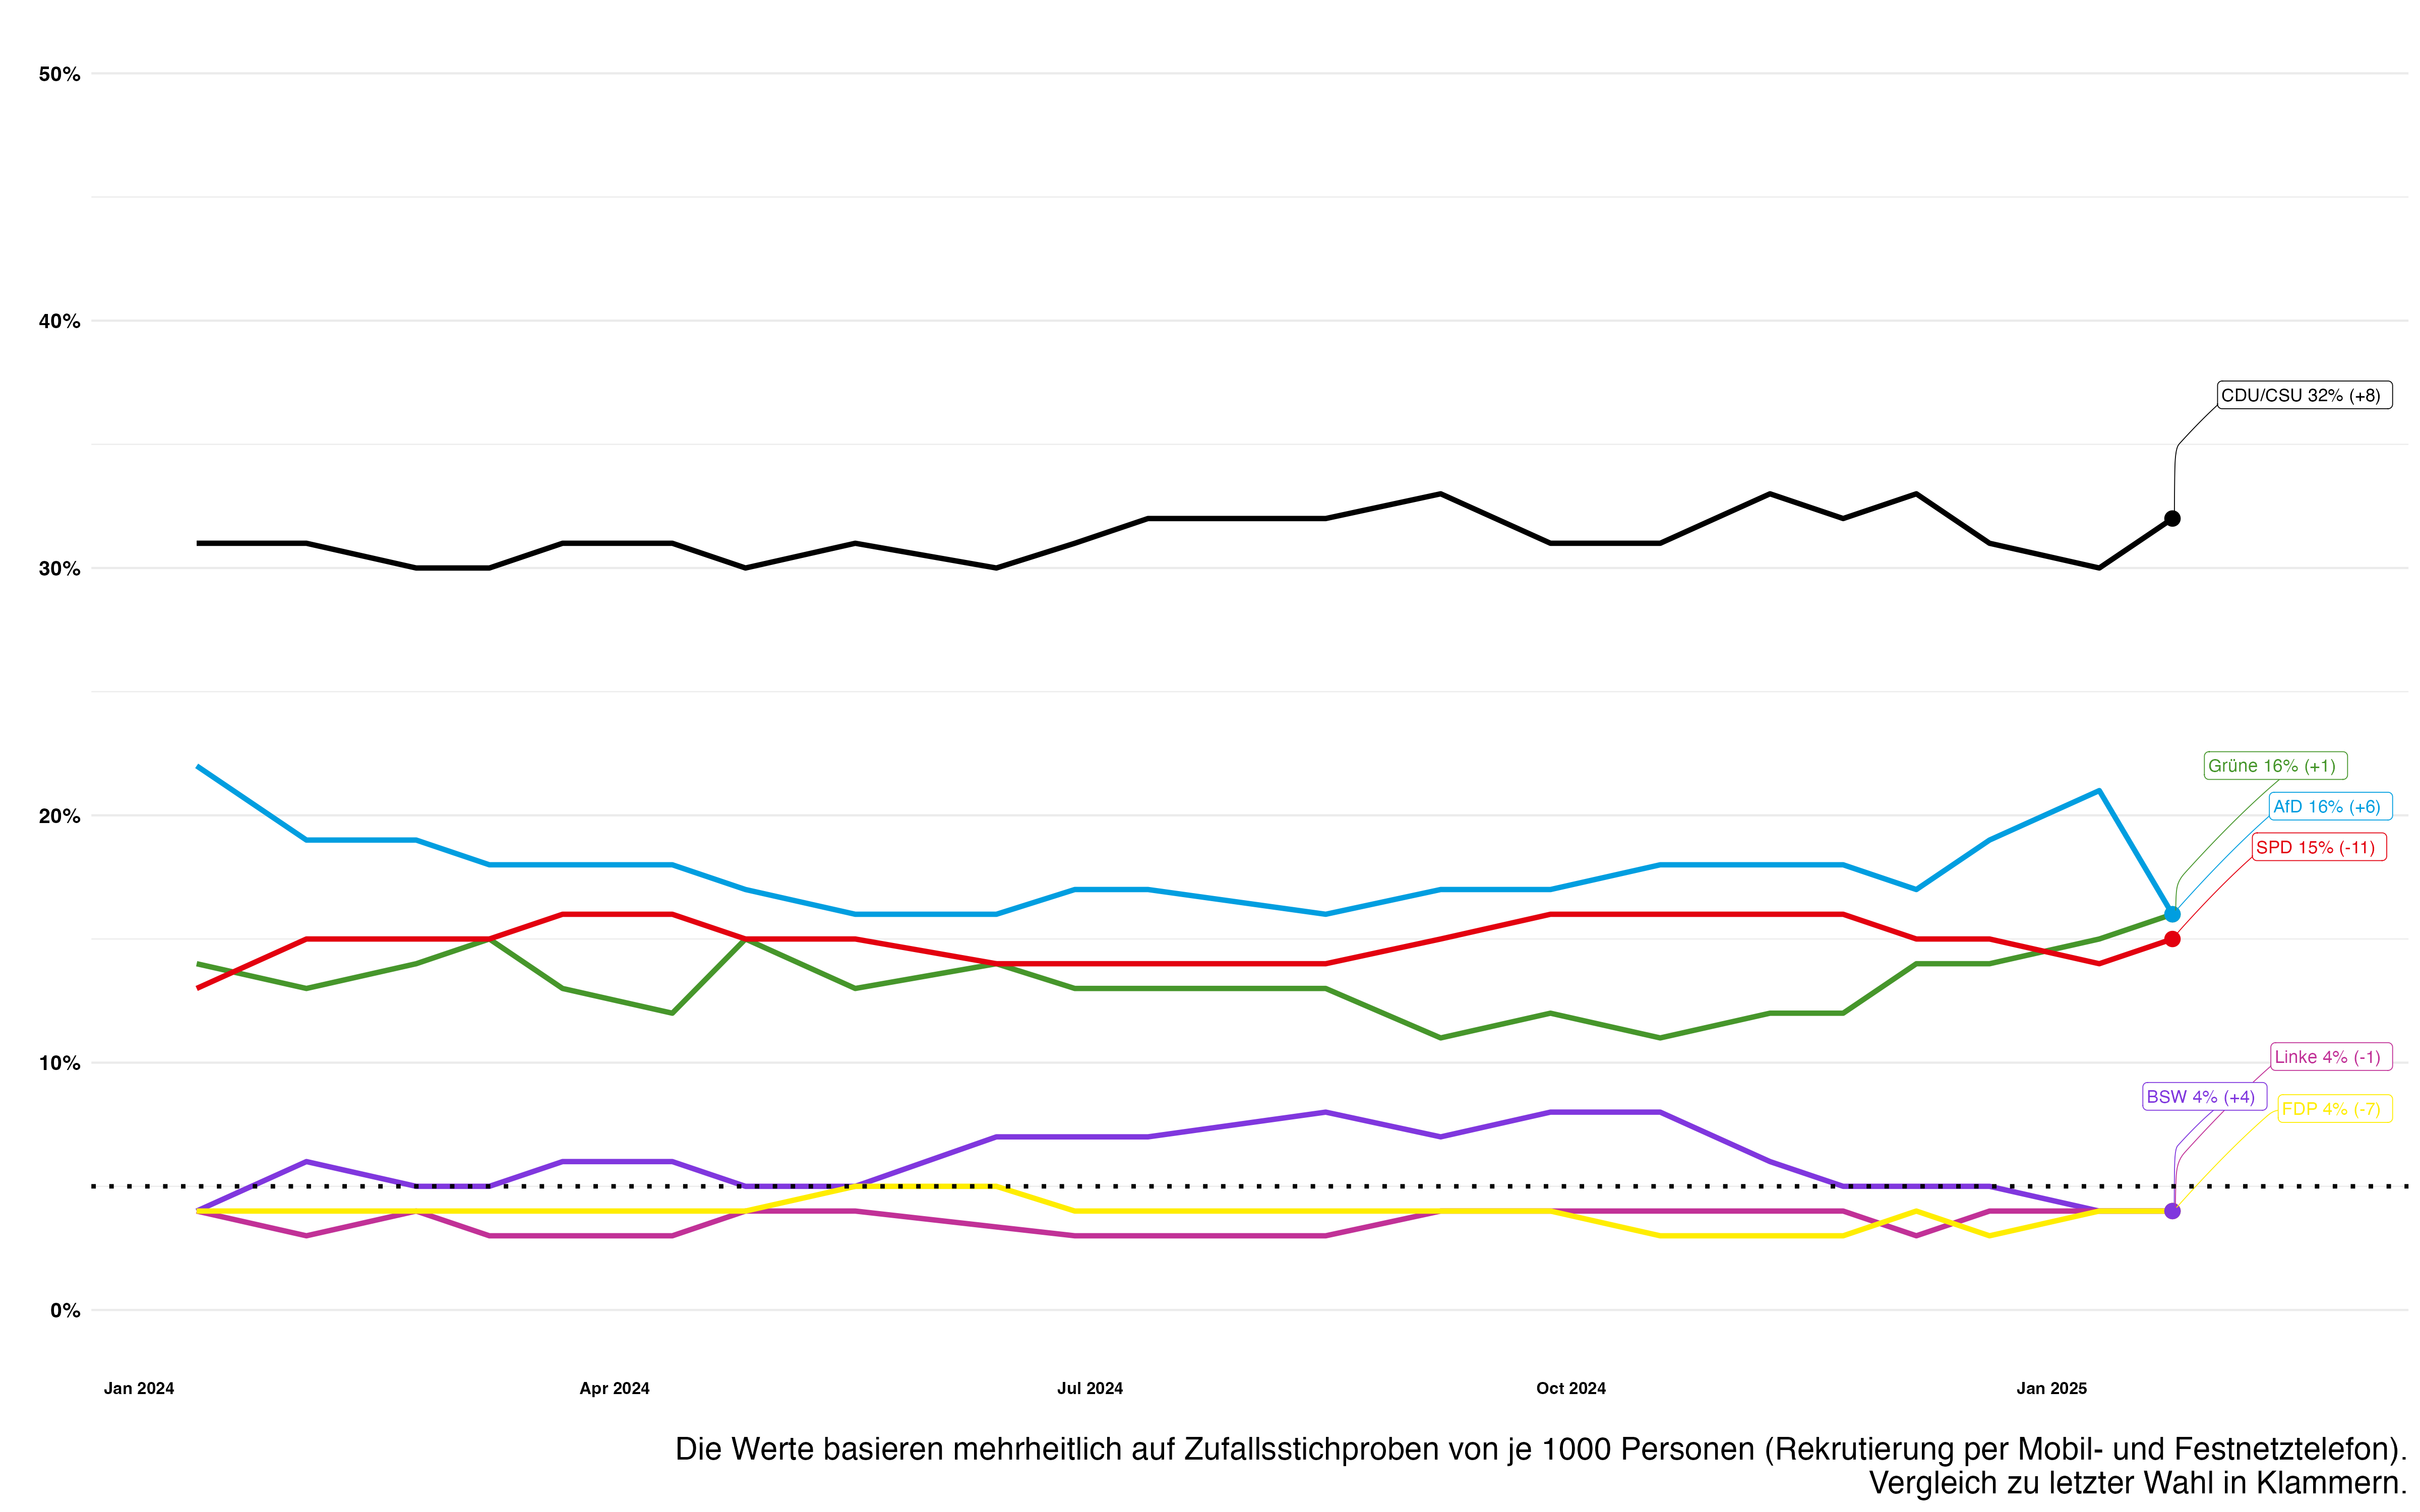 50%
40%
CDU/CSU 32% (+8)
30%
Grüne 16% (+1)
AfD 16% (+6)
20%
SPD 15% (-11)
10%
Linke 4% (-1)
BSW 4% (+4)
FDP 4% (-7)
0%
Jan 2024 Apr 2024 Jul 2024 Oct 2024 Jan 2025
Die Werte basieren mehrheitlich auf Zufallsstichproben von je 1000 Personen (Rekrutierung per Mobil- und Festnetztelefon).
Vergleich zu letzter Wahl in Klammern.